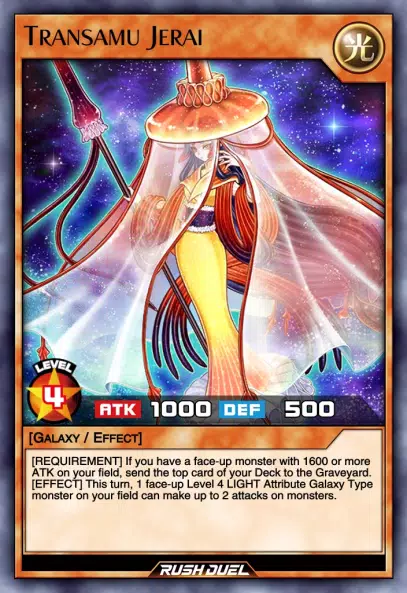 Transamu Jerai
光
LEVEL
4
ATK 1000 DEF 500
[Galaxy / Effect]
[REQUIREMENT] If you have a face-up monster with 1600 or more
ATK on your field, send the top card of your Deck to the Graveyard.
[EFFECT] This turn, 1 face-up Level 4 LIGHT Attribute Galaxy Type
monster on your field can make up to 2 attacks on monsters.
RUSH DUEL